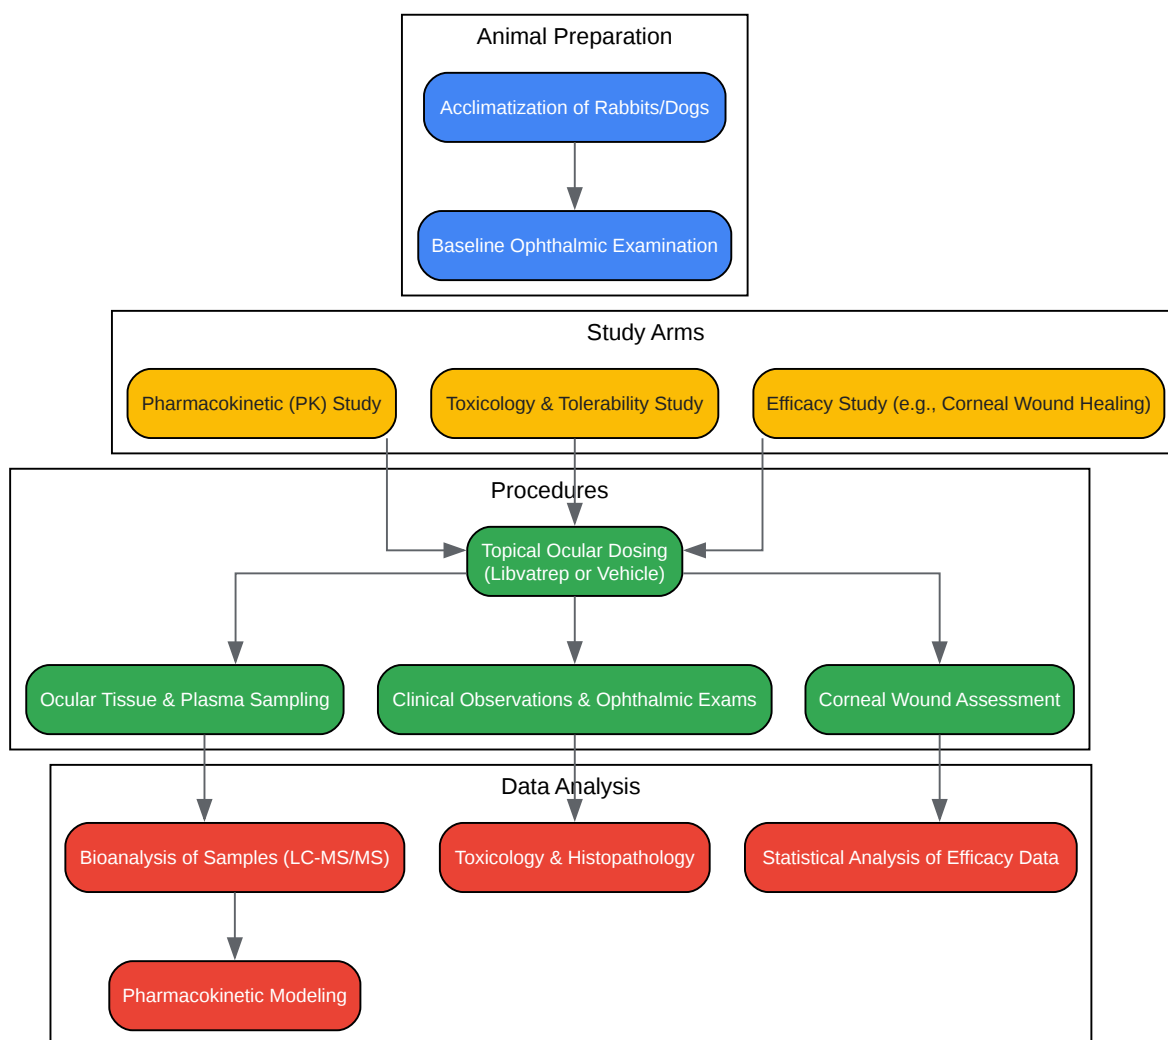 Animal Preparation
Acclimatization of Rabbits/Dogs
Baseline Ophthalmic Examination
Study Arms
Pharmacokinetic (PK) Study
Toxicology & Tolerability Study
Efficacy Study (e.g., Corneal Wound Healing)
Procedures
Topical Ocular Dosing
(Libvatrep or Vehicle)
Ocular Tissue & Plasma Sampling
Clinical Observations & Ophthalmic Exams
Corneal Wound Assessment
Data Analysis
Bioanalysis of Samples (LC-MS/MS)
Toxicology & Histopathology
Statistical Analysis of Efficacy Data
Pharmacokinetic Modeling